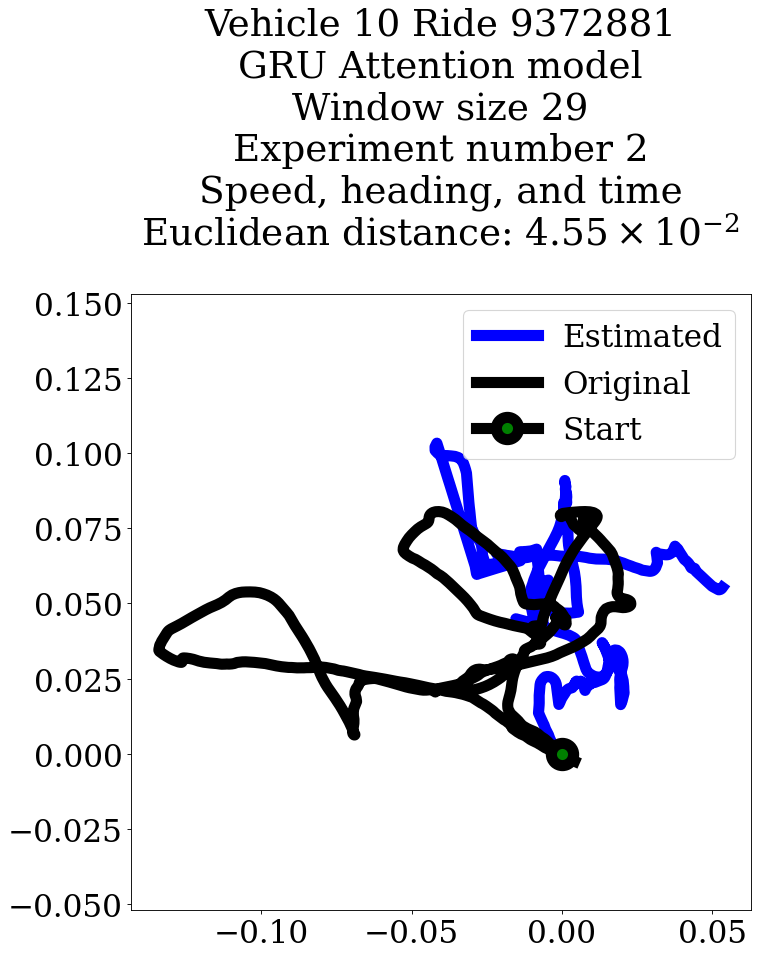 Vehicle 10 Ride 9372881
GRU Attention model
Window size 29
Experiment number 2
Speed, heading, and time
Euclidean distance: 4.55 × 10⁻²
Estimated
Original
Start
0.150
0.125
0.100
0.075
0.050
0.025
0.000
−0.025
−0.050
−0.10
−0.05
0.00
0.05